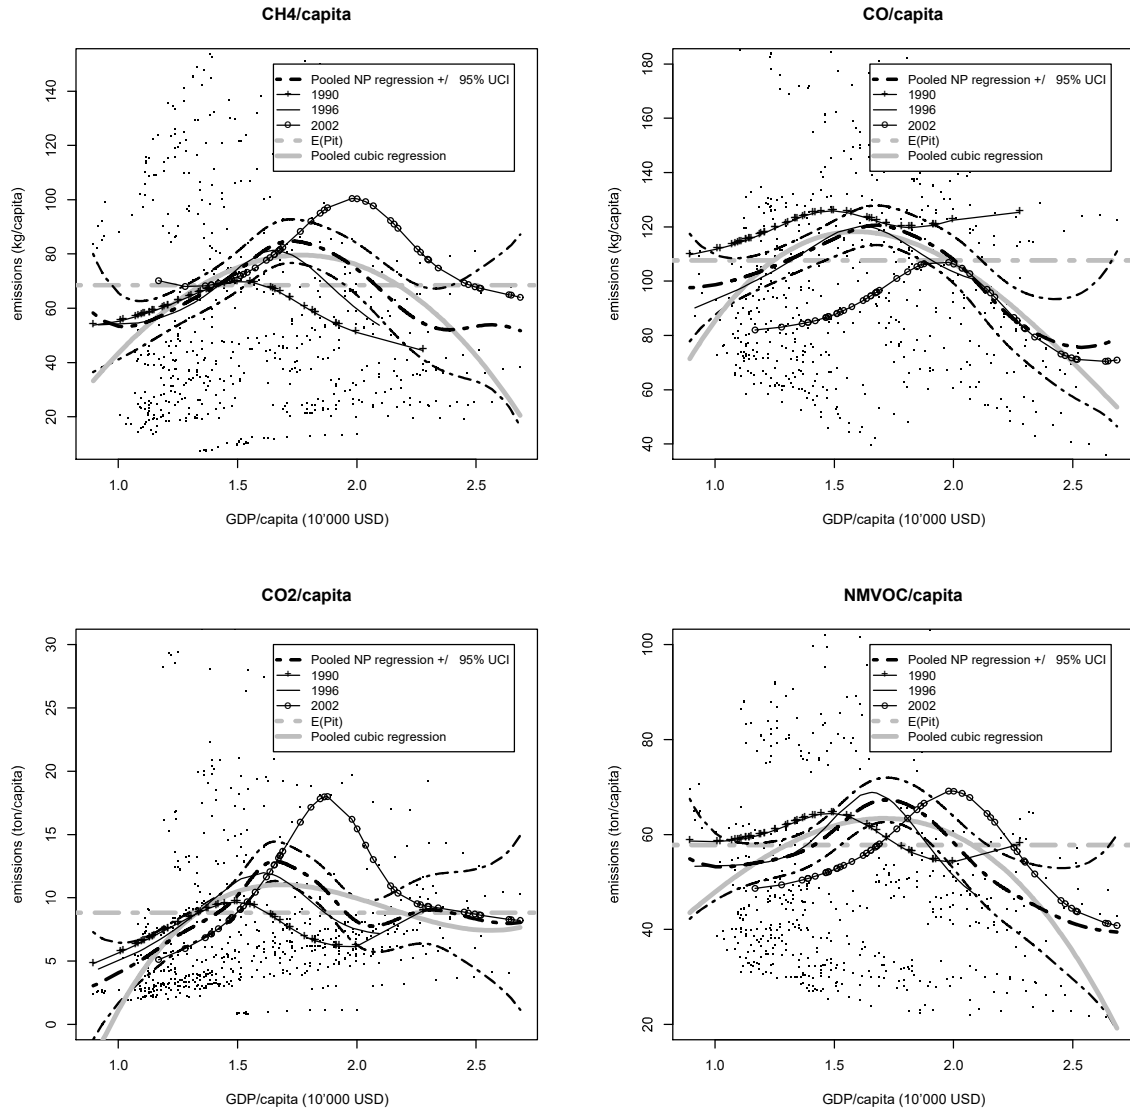 CH4/capita
Pooled NP regression +/ 95% UCI
1990
1996
2002
E(Pit)
Pooled cubic regression
emissions (kg/capita)
20 40 60 80 100 120 140
1.0 1.5 2.0 2.5
GDP/capita (10’000 USD)
CO/capita
Pooled NP regression +/ 95% UCI
1990
1996
2002
E(Pit)
Pooled cubic regression
emissions (kg/capita)
40 60 80 100 120 140 160 180
1.0 1.5 2.0 2.5
GDP/capita (10’000 USD)
CO2/capita
Pooled NP regression +/ 95% UCI
1990
1996
2002
E(Pit)
Pooled cubic regression
emissions (ton/capita)
0 5 10 15 20 25 30
1.0 1.5 2.0 2.5
GDP/capita (10’000 USD)
NMVOC/capita
Pooled NP regression +/ 95% UCI
1990
1996
2002
E(Pit)
Pooled cubic regression
emissions (kg/capita)
20 40 60 80 100
1.0 1.5 2.0 2.5
GDP/capita (10’000 USD)